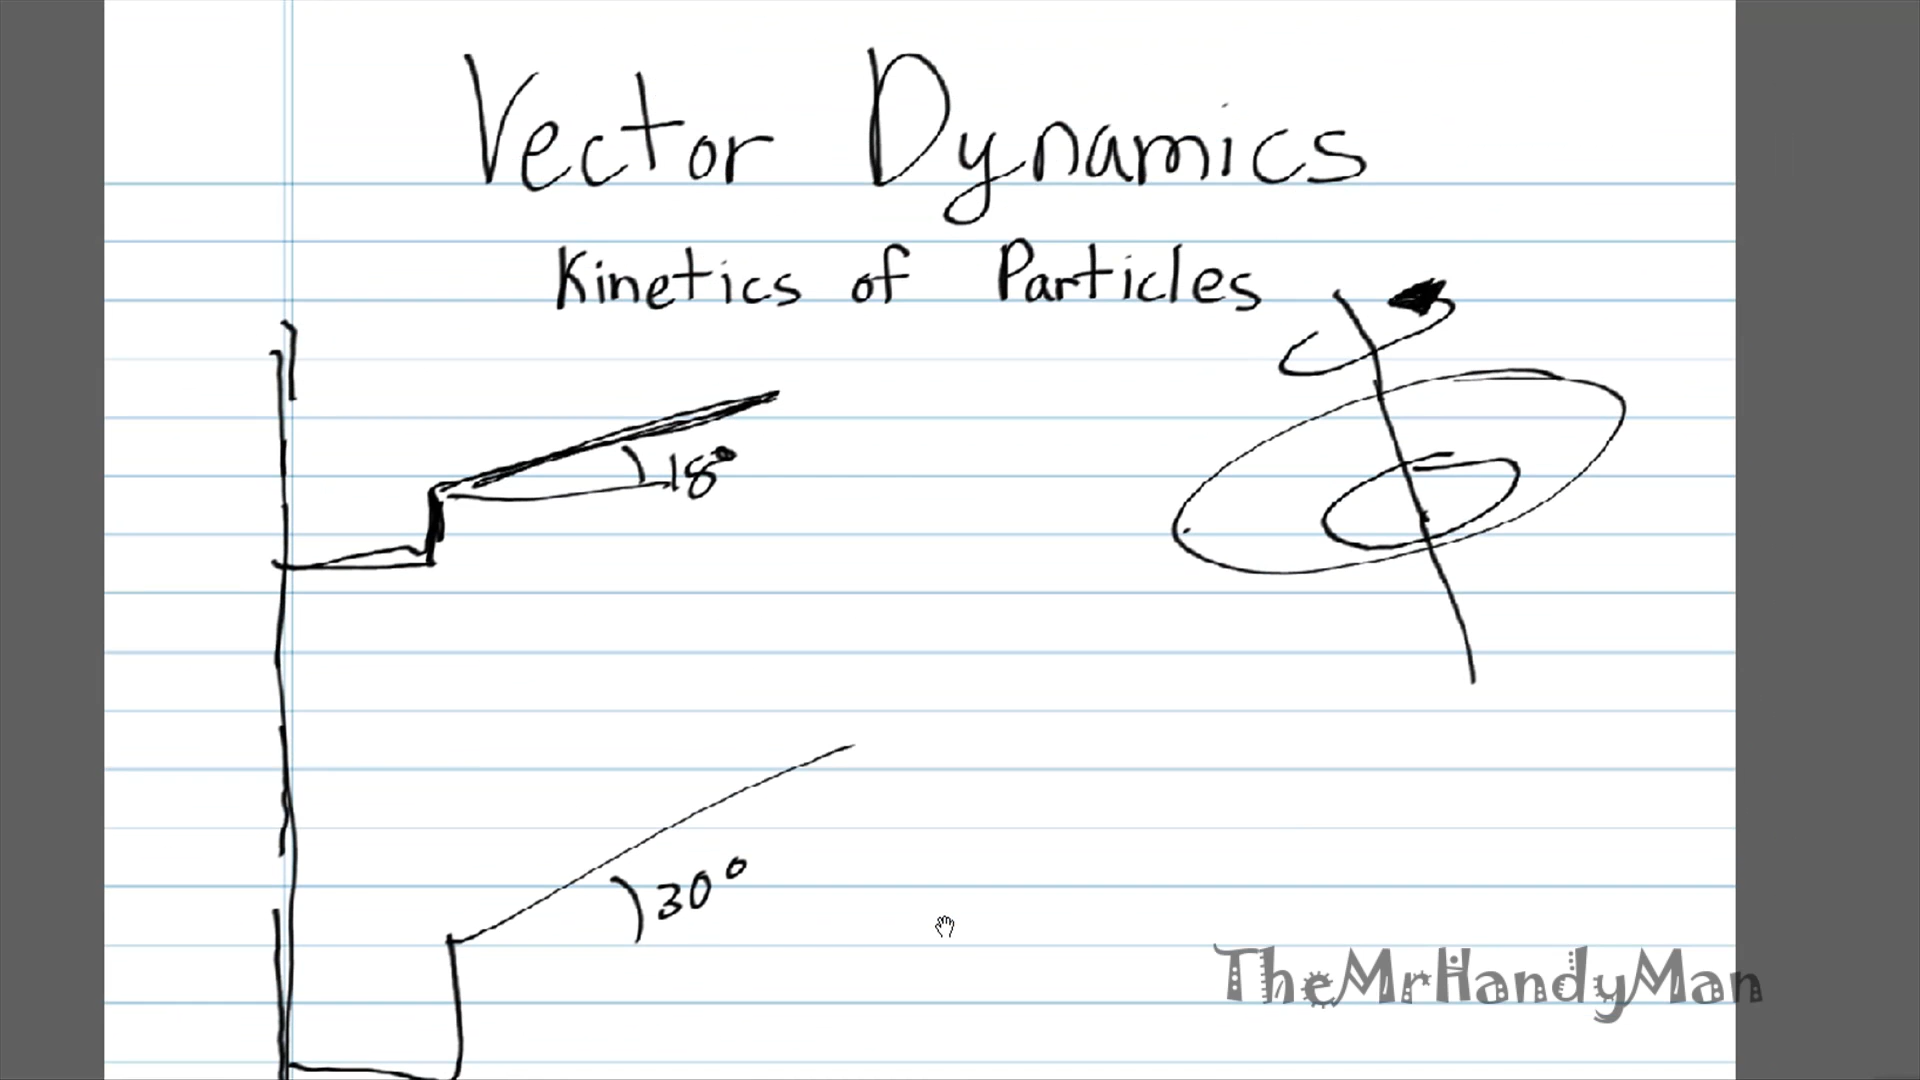 Vector Dynamics
Kinetics of Particles
18°
30°
TheMrHandyMan